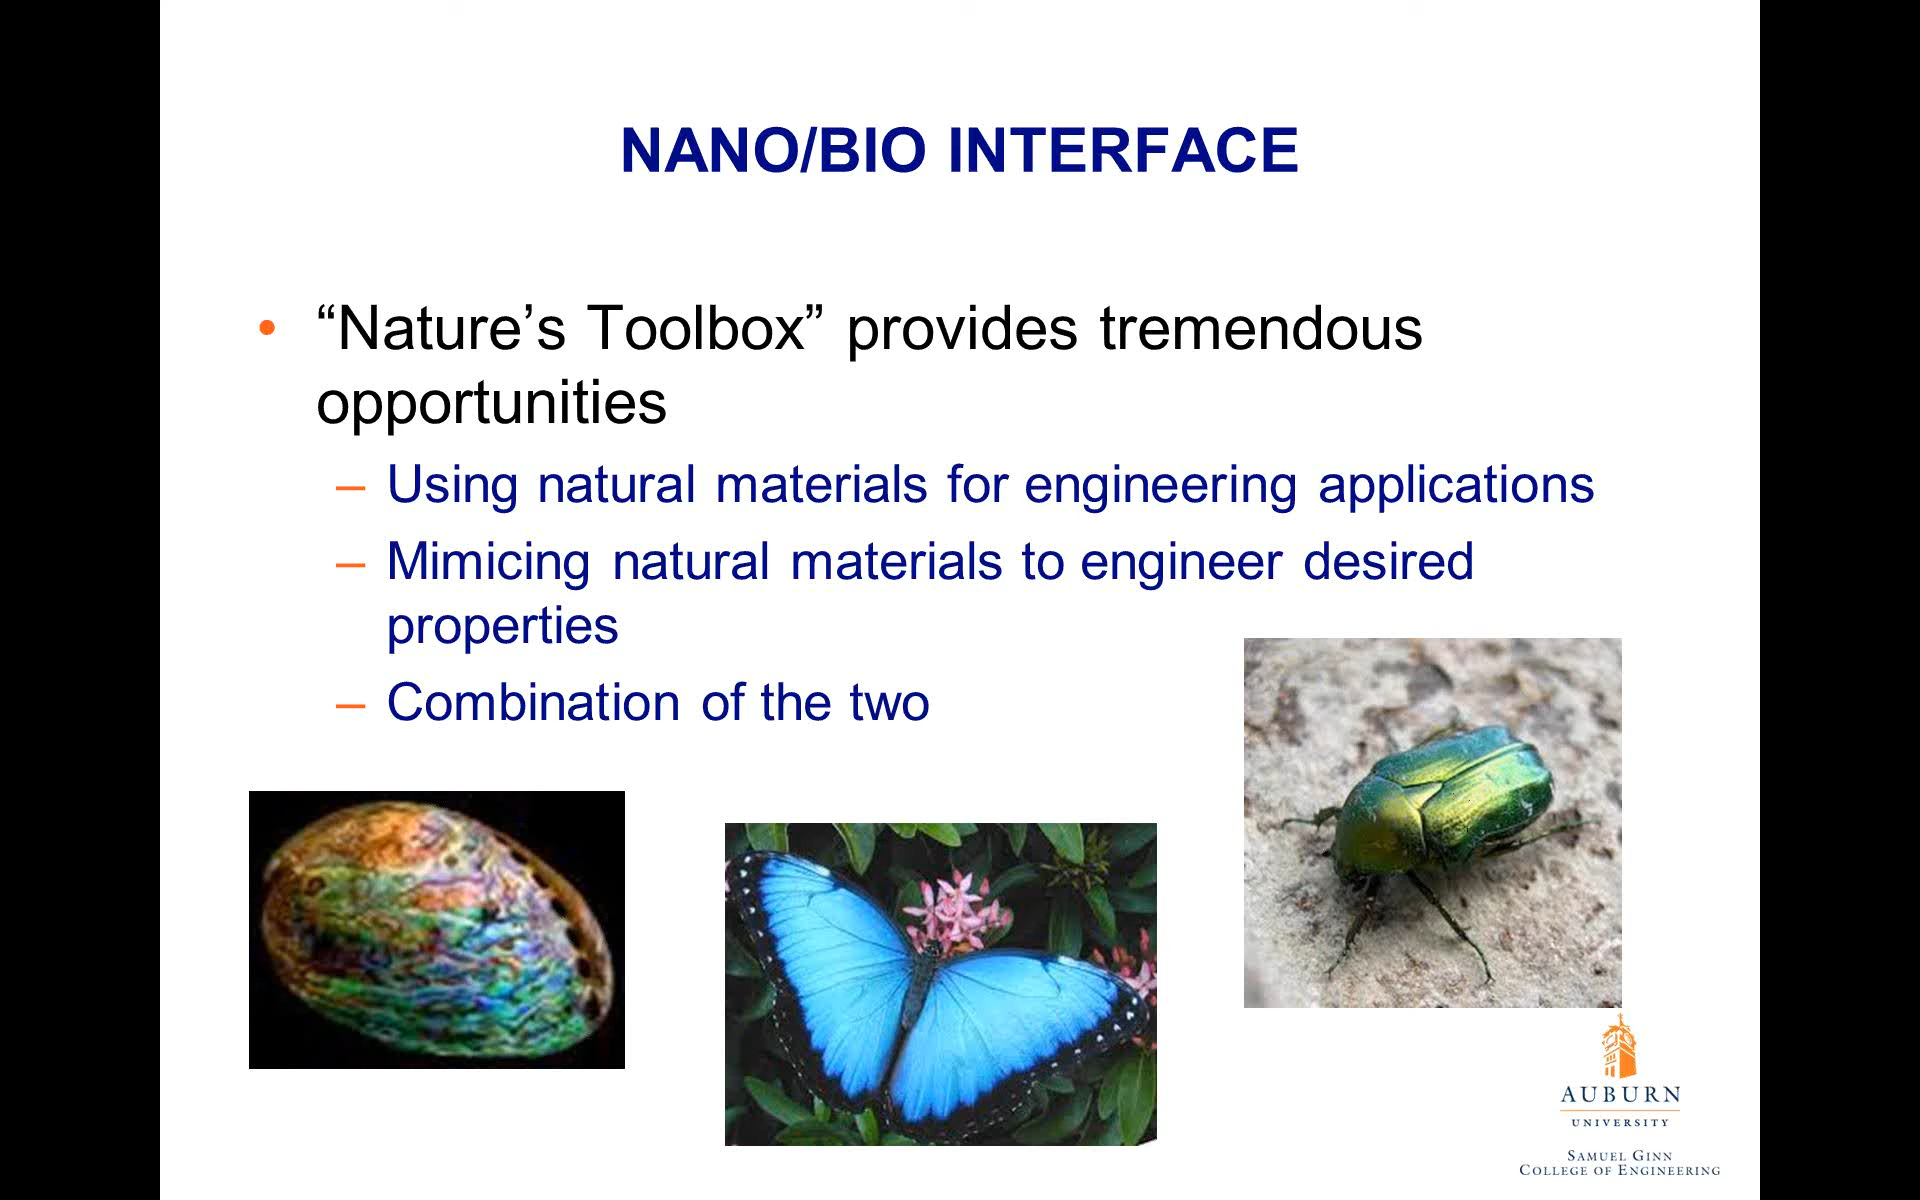 NANO/BIO INTERFACE
• “Nature’s Toolbox” provides tremendous
opportunities
– Using natural materials for engineering applications
– Mimicing natural materials to engineer desired
properties
– Combination of the two
AUBURN
UNIVERSITY
SAMUEL GINN
COLLEGE OF ENGINEERING